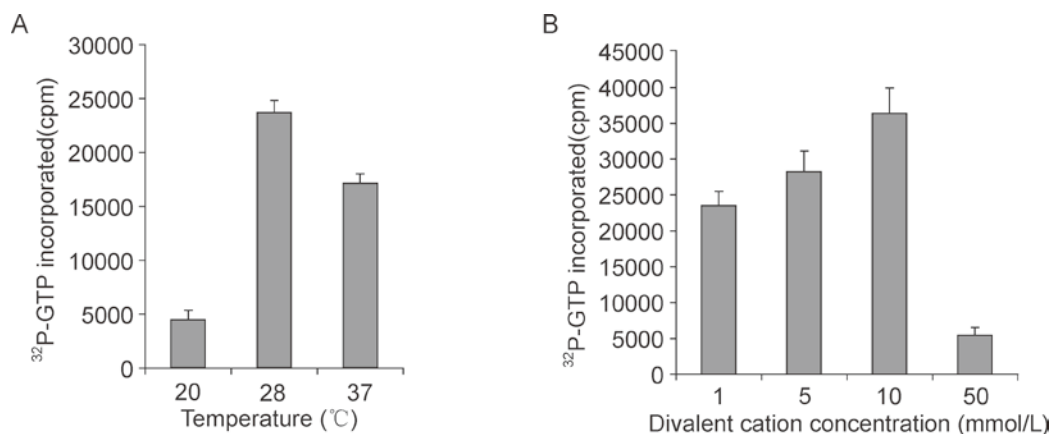 A
30000
25000
20000
15000
10000
5000
0
³²P-GTP incorporated(cpm)
20 28 37
Temperature (℃)
B
45000
40000
35000
30000
25000
20000
15000
10000
5000
0
³²P-GTP incorporated(cpm)
1 5 10 50
Divalent cation concentration (mmol/L)